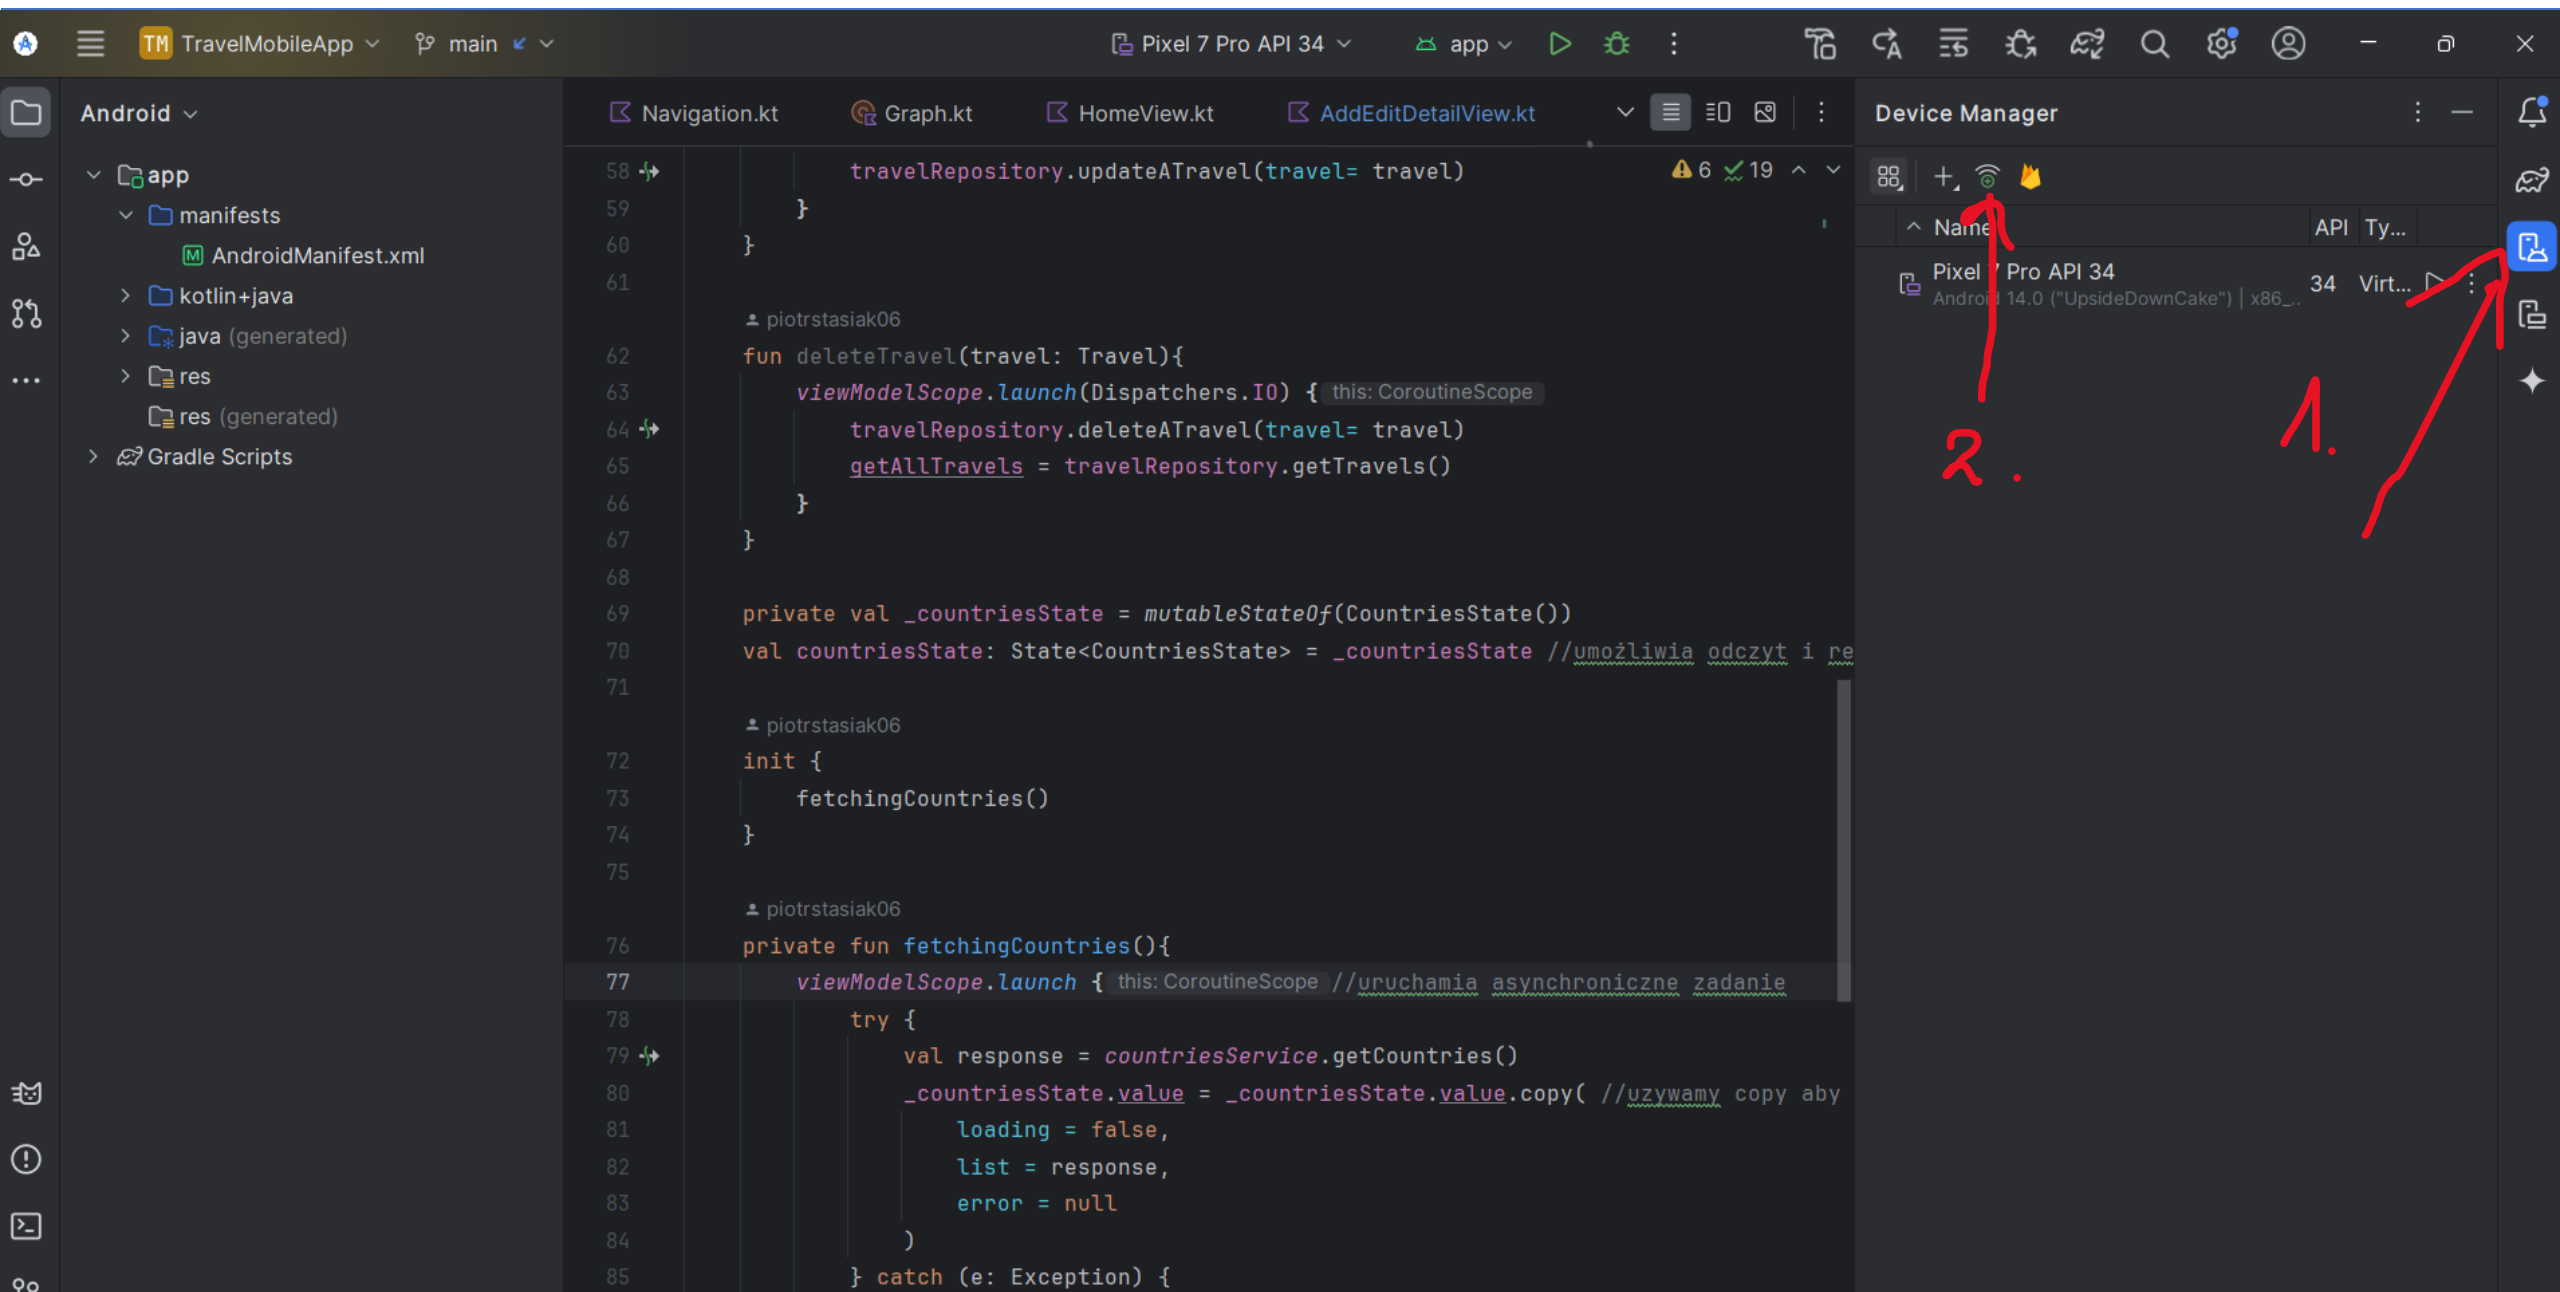 TM TravelMobileApp main Pixel 7 Pro API 34 app
Android
app
manifests
AndroidManifest.xml
kotlin+java
java (generated)
res
res (generated)
Gradle Scripts
Navigation.kt Graph.kt HomeView.kt AddEditDetailView.kt
6 19
58 travelRepository.updateATravel(travel= travel)
59 }
60 }
61
piotrstasiak06
62 fun deleteTravel(travel: Travel){
63 viewModelScope.launch(Dispatchers.IO) { this: CoroutineScope
64 travelRepository.deleteATravel(travel= travel)
65 getAllTravels = travelRepository.getTravels()
66 }
67 }
68
69 private val _countriesState = mutableStateOf(CountriesState())
70 val countriesState: State<CountriesState> = _countriesState //umożliwia odczyt i re
71
piotrstasiak06
72 init {
73 fetchingCountries()
74 }
75
piotrstasiak06
76 private fun fetchingCountries(){
77 viewModelScope.launch { this: CoroutineScope //uruchamia asynchroniczne zadanie
78 try {
79 val response = countriesService.getCountries()
80 _countriesState.value = _countriesState.value.copy( //uzywamy copy aby
81 loading = false,
82 list = response,
83 error = null
84 )
85 } catch (e: Exception) {
Device Manager
Name API Ty...
Pixel 7 Pro API 34
Android 14.0 ("UpsideDownCake") | x86_...
34 Virt...
1.
2.